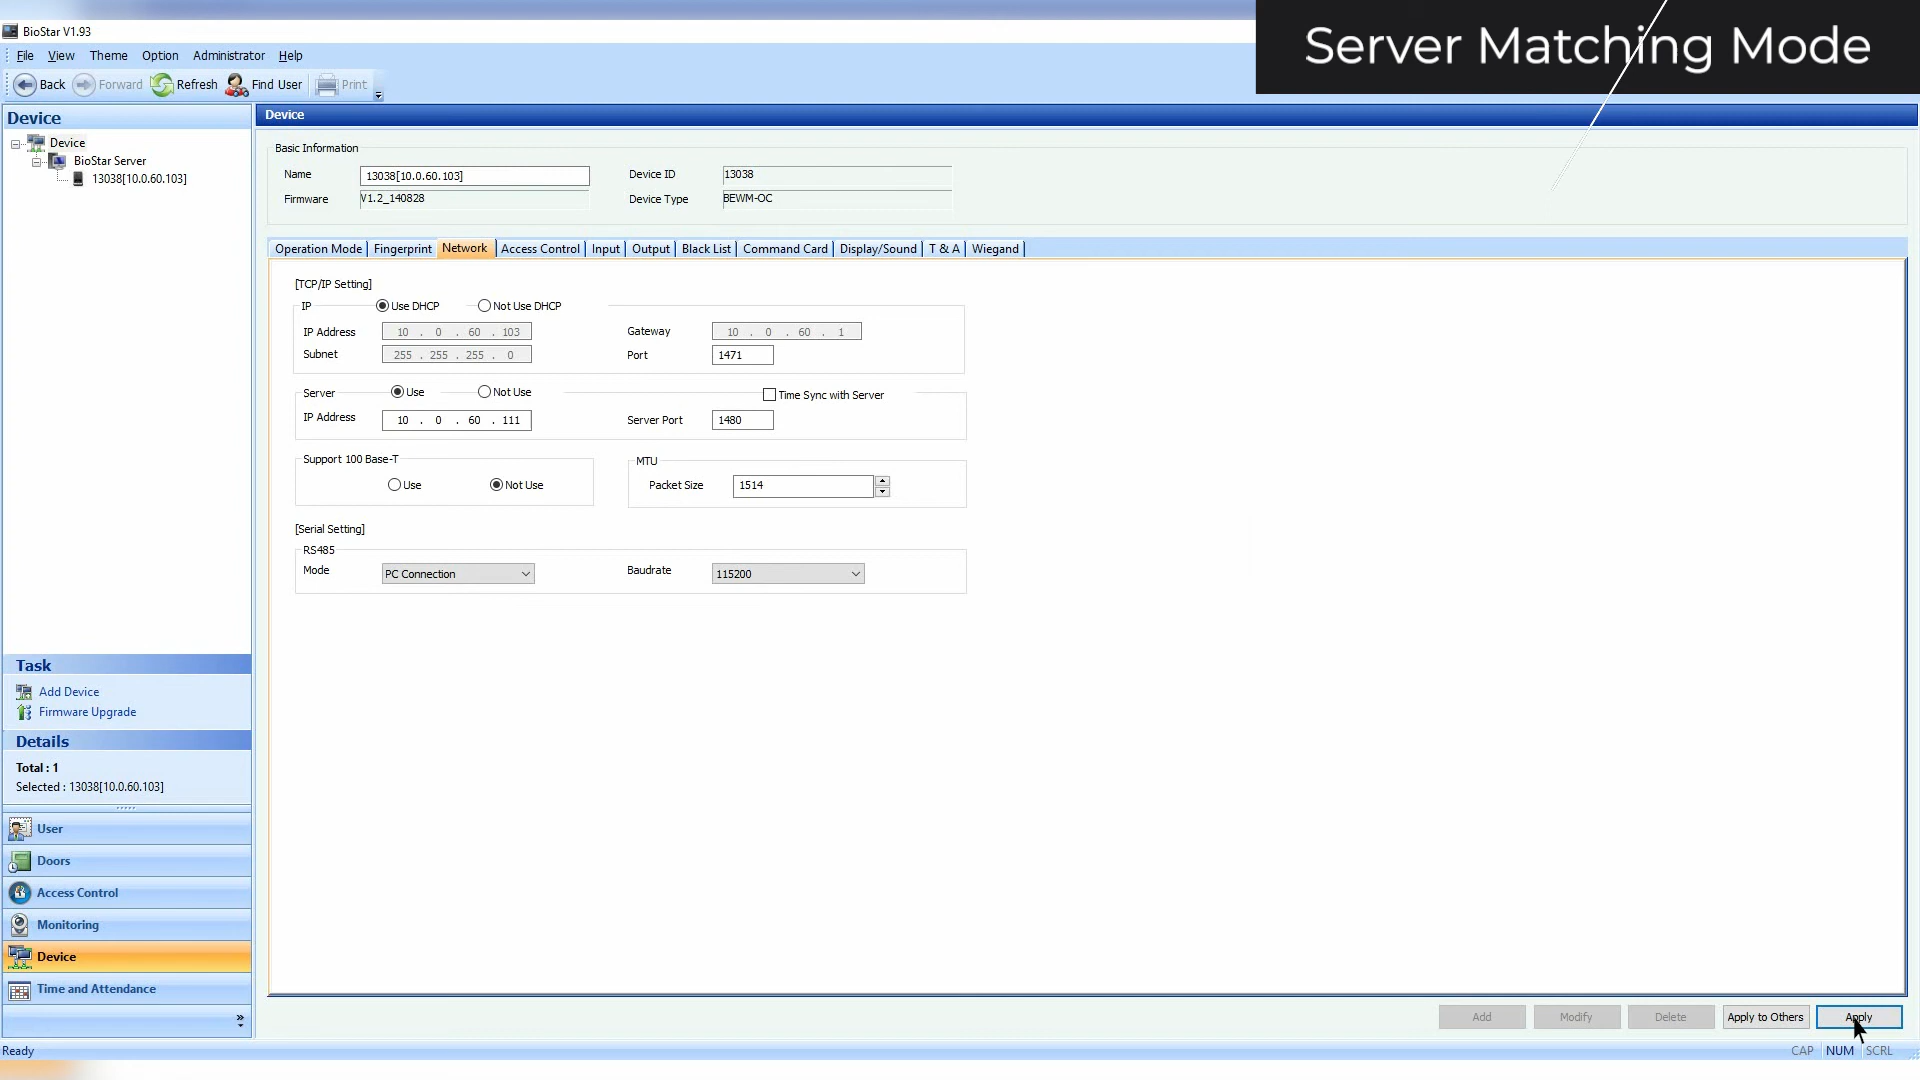 Server Matching Mode
BioStar V1.93
File View Theme Option Administrator Help
Back Forward Refresh Find User Print
Device
Device
BioStar Server
13038[10.0.60.103]
Device
Basic Information
Name 13038[10.0.60.103] Device ID 13038
Firmware V1.2_140828 Device Type BEWM-OC
Operation Mode Fingerprint Network Access Control Input Output Black List Command Card Display/Sound T & A Wiegand
[TCP/IP Setting]
IP Use DHCP Not Use DHCP
IP Address 10 . 0 . 60 . 103 Gateway 10 . 0 . 60 . 1
Subnet 255 . 255 . 255 . 0 Port 1471
Server Use Not Use Time Sync with Server
IP Address 10 . 0 . 60 . 111 Server Port 1480
Support 100 Base-T MTU
Use Not Use Packet Size 1514
[Serial Setting]
RS485
Mode PC Connection Baudrate 115200
Task
Add Device
Firmware Upgrade
Details
Total : 1
Selected : 13038[10.0.60.103]
User
Doors
Access Control
Monitoring
Device
Time and Attendance
Add Modify Delete Apply to Others Apply
Ready CAP NUM SCRL